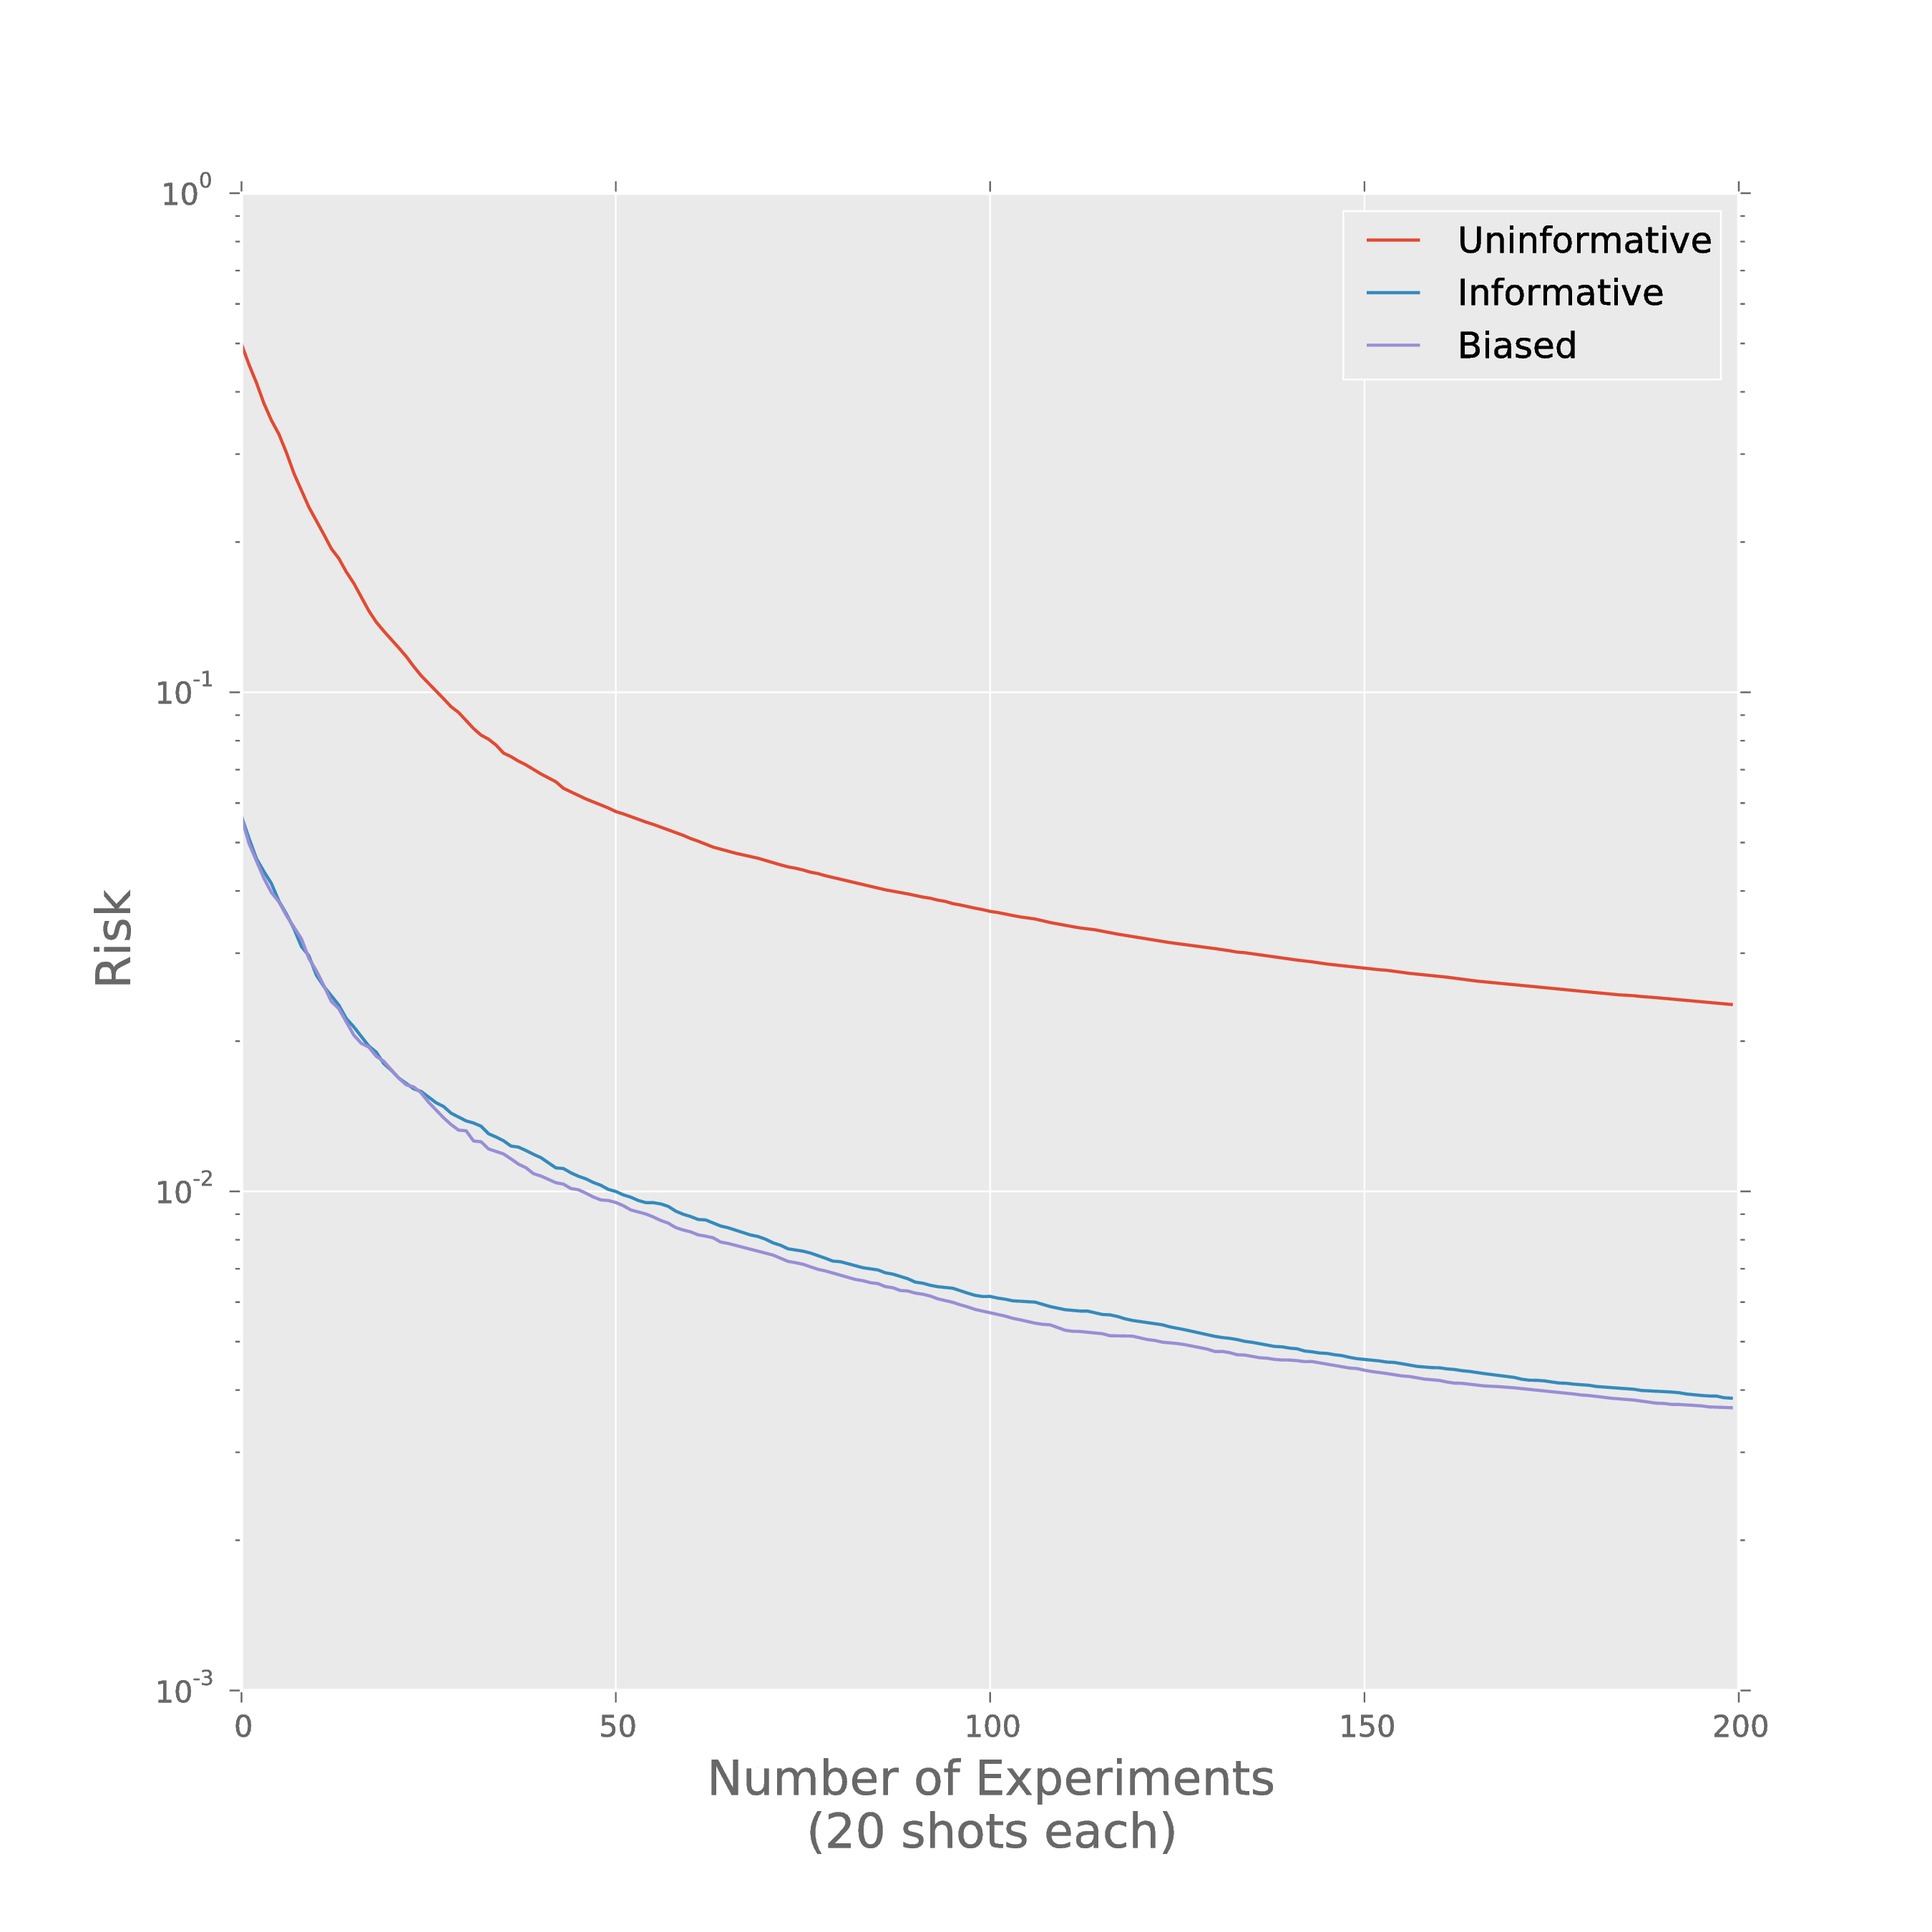 10^0
10^-1
10^-2
10^-3
Risk
Uninformative
Informative
Biased
0 50 100 150 200
Number of Experiments
(20 shots each)